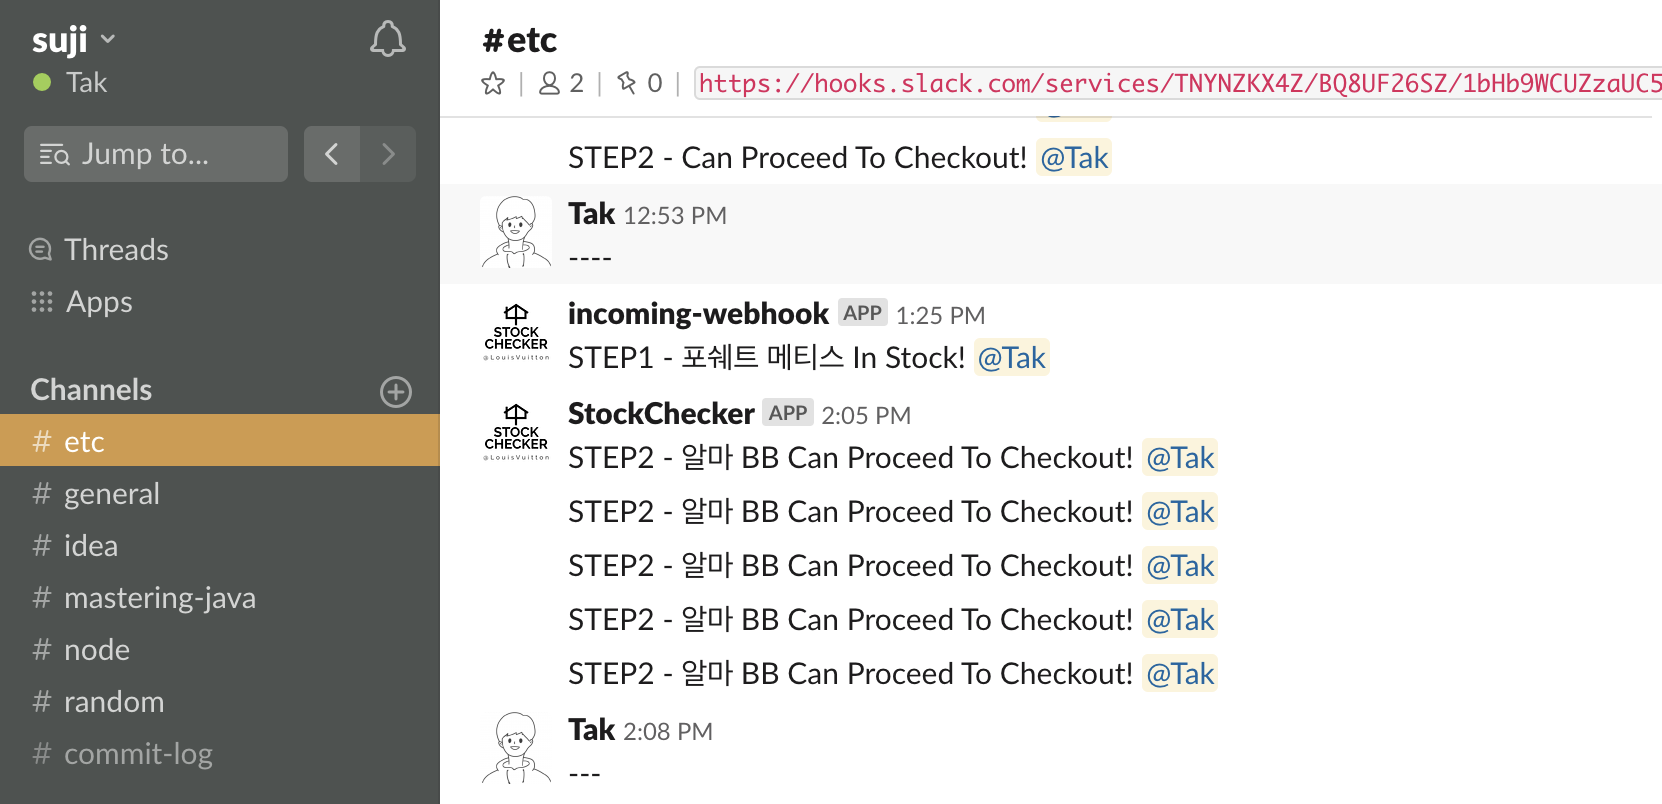 suji
Tak
Jump to...
Threads
Apps
Channels
# etc
# general
# idea
# mastering-java
# node
# random
# commit-log
#etc
2 | 0 | https://hooks.slack.com/services/TNYNZKX4Z/BQ8UF26SZ/1bHb9WCUZzaUC5
STEP2 - Can Proceed To Checkout! @Tak
Tak 12:53 PM
----
STOCK
CHECKER
@LouisVuitton
incoming-webhook APP 1:25 PM
STEP1 - 포쉐트 메티스 In Stock! @Tak
STOCK
CHECKER
@LouisVuitton
StockChecker APP 2:05 PM
STEP2 - 알마 BB Can Proceed To Checkout! @Tak
STEP2 - 알마 BB Can Proceed To Checkout! @Tak
STEP2 - 알마 BB Can Proceed To Checkout! @Tak
STEP2 - 알마 BB Can Proceed To Checkout! @Tak
STEP2 - 알마 BB Can Proceed To Checkout! @Tak
Tak 2:08 PM
---